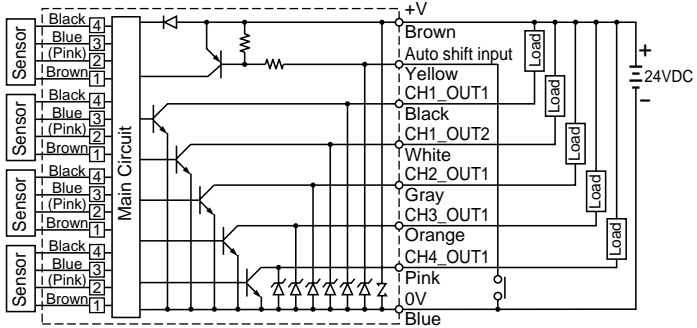 Sensor
Black 4
Blue 3
(Pink) 2
Brown 1
Sensor
Black 4
Blue 3
(Pink) 2
Brown 1
Sensor
Black 4
Blue 3
(Pink) 2
Brown 1
Sensor
Black 4
Blue 3
(Pink) 2
Brown 1
Main Circuit
+V
Brown
Auto shift input
Yellow
CH1_OUT1
Black
CH1_OUT2
White
CH2_OUT1
Gray
CH3_OUT1
Orange
CH4_OUT1
Pink
0V
Blue
Load
Load
Load
Load
Load
+
24VDC
−